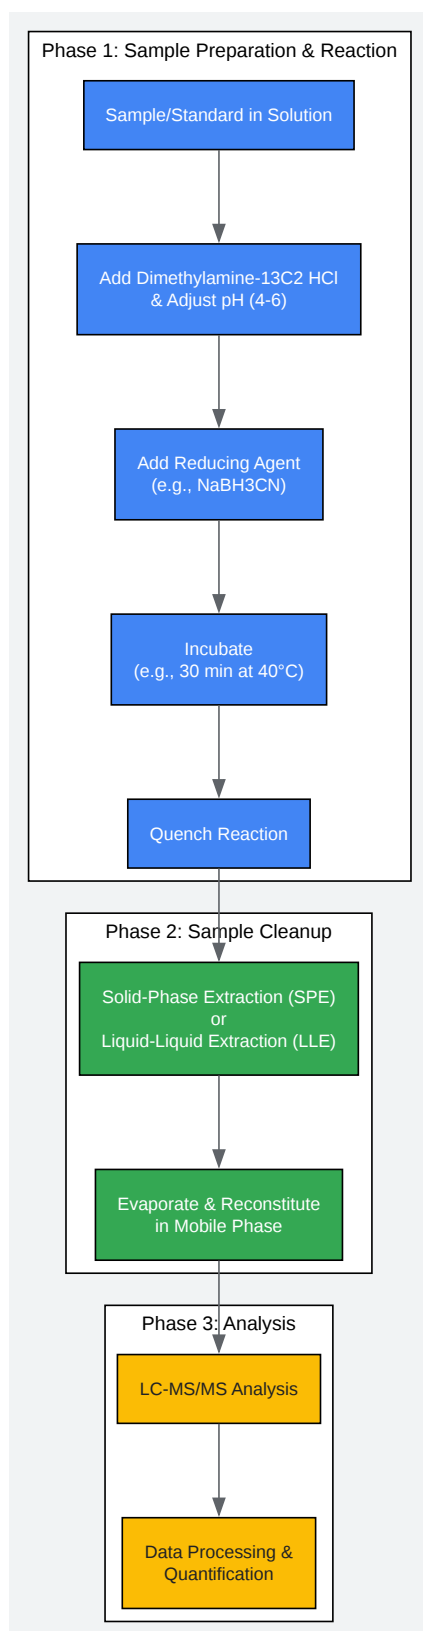 Phase 1: Sample Preparation & Reaction
Sample/Standard in Solution
Add Dimethylamine-13C2 HCl
& Adjust pH (4-6)
Add Reducing Agent
(e.g., NaBH3CN)
Incubate
(e.g., 30 min at 40°C)
Quench Reaction
Phase 2: Sample Cleanup
Solid-Phase Extraction (SPE)
or
Liquid-Liquid Extraction (LLE)
Evaporate & Reconstitute
in Mobile Phase
Phase 3: Analysis
LC-MS/MS Analysis
Data Processing &
Quantification